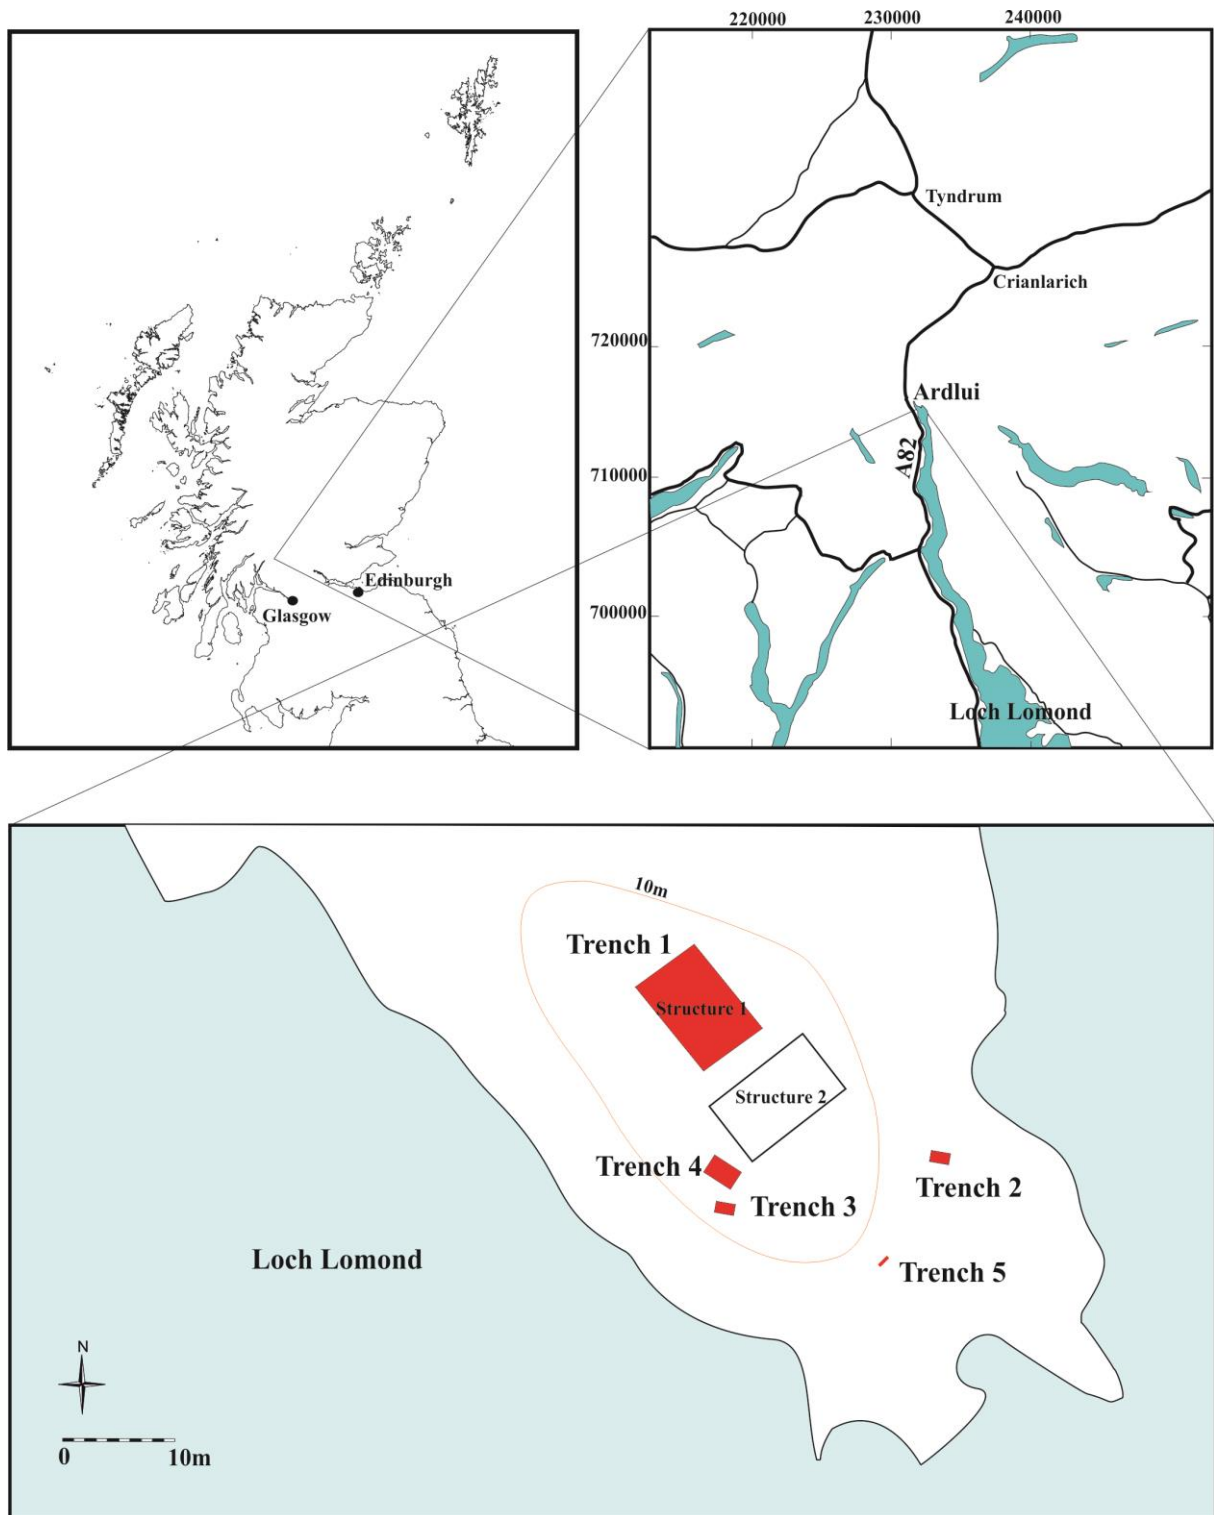 220000
230000
240000
Tyndrum
Crianlarich
720000
Ardlui
A82
710000
Edinburgh
Glasgow
700000
Loch Lomond
10m
Trench 1
Structure 1
Structure 2
Trench 4
Trench 2
Trench 3
Loch Lomond
Trench 5
N
0 10m